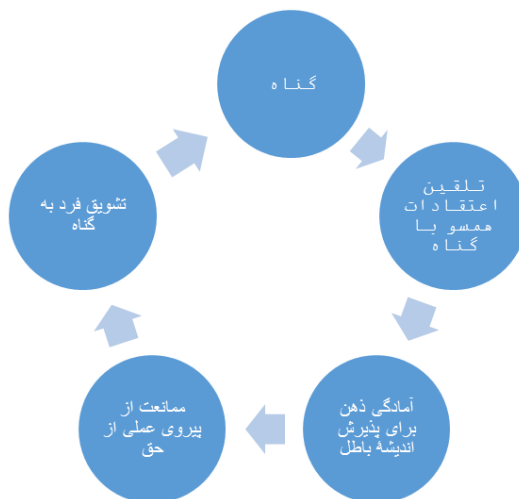 گناه
تلقین
اعتقادات
همسو با
گناه
آمادگی ذهن
برای پذیرش
اندیشۀ باطل
ممانعت از
پیروی عملی از
حق
تشویق فرد به
گناه